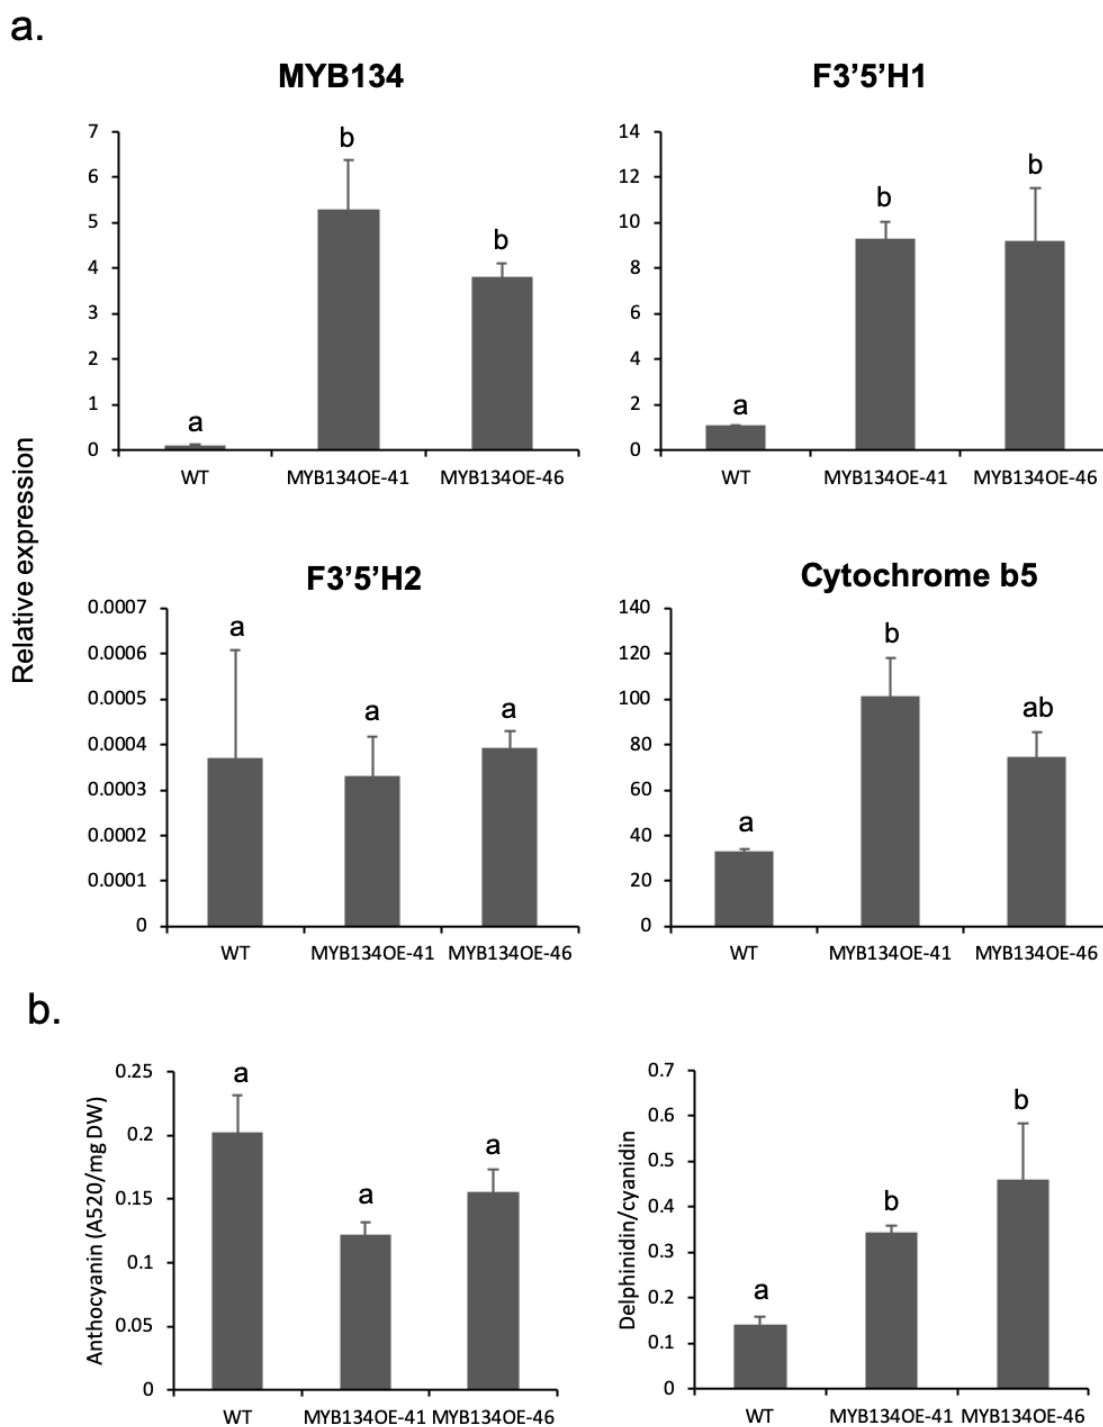 a.
MYB134
F3'5'H1
7
6
5
4
3
2
1
0
b
b
a
WT
MYB134OE-41
MYB134OE-46
14
12
10
8
6
4
2
0
b
b
a
WT
MYB134OE-41
MYB134OE-46
Relative expression
F3'5'H2
Cytochrome b5
0.0007
0.0006
0.0005
0.0004
0.0003
0.0002
0.0001
0
a
a
a
WT
MYB134OE-41
MYB134OE-46
140
120
100
80
60
40
20
0
b
ab
a
WT
MYB134OE-41
MYB134OE-46
b.
Anthocyanin (A520/mg DW)
0.25
0.2
0.15
0.1
0.05
0
a
a
a
WT
MYB134OE-41
MYB134OE-46
Delphinidin/cyanidin
0.7
0.6
0.5
0.4
0.3
0.2
0.1
0
a
b
b
WT
MYB134OE-41
MYB134OE-46